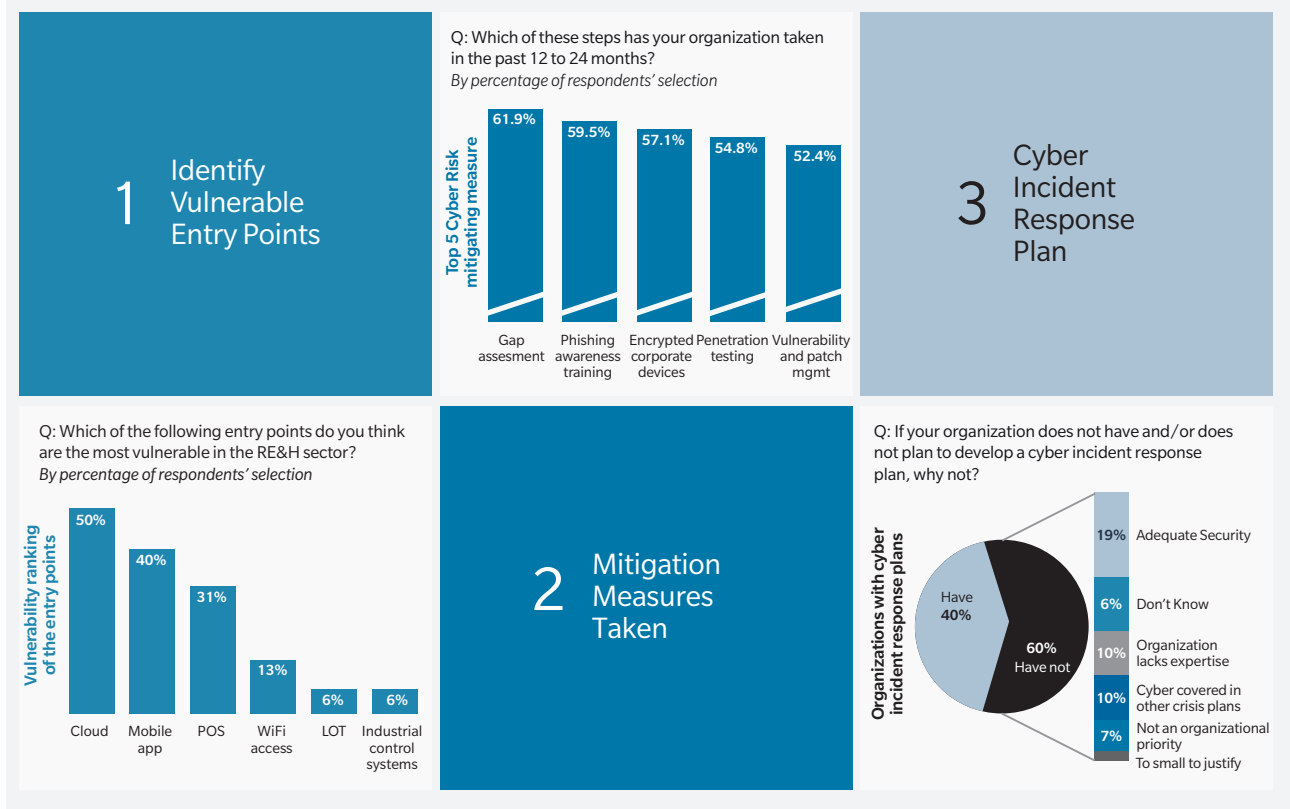 1
Identify
Vulnerable
Entry Points
Q: Which of these steps has your organization taken
in the past 12 to 24 months?
By percentage of respondents' selection
Top 5 Cyber Risk
mitigating measure
61.9%
59.5%
57.1%
54.8%
52.4%
Gap
assesment
Phishing
awareness
training
Encrypted
corporate
devices
Penetration
testing
Vulnerability
and patch
mgmt
3
Cyber
Incident
Response
Plan
Q: Which of the following entry points do you think
are the most vulnerable in the RE&H sector?
By percentage of respondents' selection
Vulnerability ranking
of the entry points
50%
40%
31%
13%
6%
6%
Cloud
Mobile
app
POS
WiFi
access
LOT
Industrial
control
systems
2
Mitigation
Measures
Taken
Q: If your organization does not have and/or does
not plan to develop a cyber incident response
plan, why not?
Organizations with cyber
incident response plans
Have
40%
60%
Have not
19%
Adequate Security
6%
Don't Know
10%
Organization
lacks expertise
10%
Cyber covered in
other crisis plans
7%
Not an organizational
priority
To small to justify